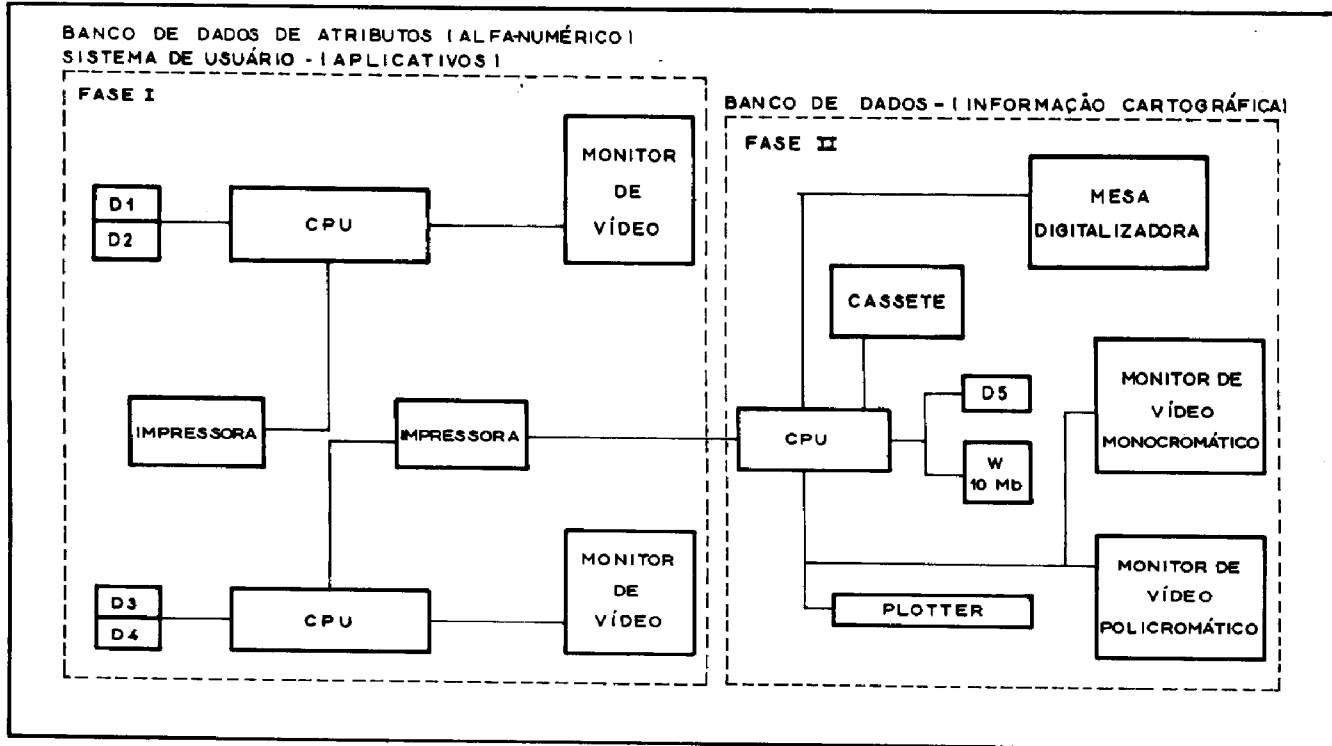 BANCO DE DADOS DE ATRIBUTOS (ALFA-NUMÉRICO)
SISTEMA DE USUÁRIO - (APLICATIVOS)
FASE I
MONITOR
DE
VÍDEO
D1
D2
CPU
IMPRESSORA
IMPRESSORA
D3
D4
CPU
MONITOR
DE
VÍDEO
BANCO DE DADOS - (INFORMAÇÃO CARTOGRÁFICA)
FASE II
MESA
DIGITALIZADORA
CASSETE
CPU
D5
W
10 Mb
MONITOR DE
VÍDEO
MONOCROMÁTICO
MONITOR DE
VÍDEO
POLICROMÁTICO
PLOTTER